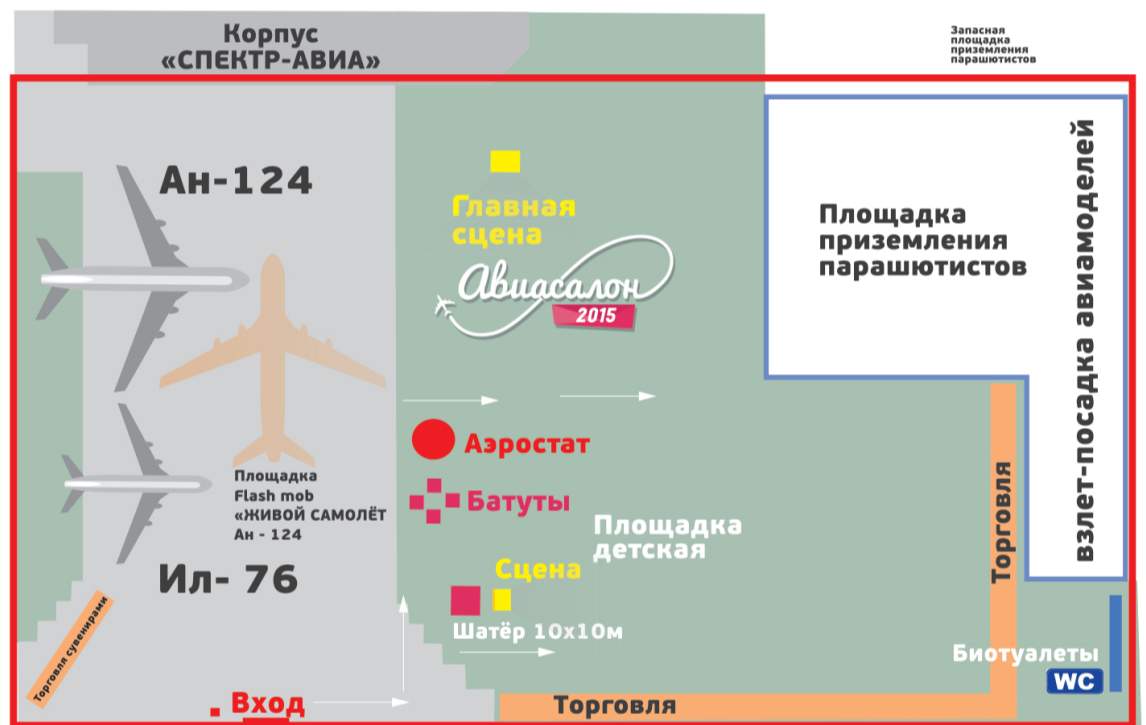 Корпус
«СПЕКТР-АВИА»
Запасная
площадка
приземления
парашютистов
Ан-124
Главная
сцена
Авиасалон
2015
Площадка
приземления
парашютистов
взлет-посадка авиамоделей
Аэростат
Батуты
Площадка
Flash mob
«ЖИВОЙ САМОЛЁТ
Ан - 124
Площадка
детская
Ил- 76
Сцена
Шатёр 10х10м
Торговля
Торговля сувенирами
Биотуалеты
WC
Вход
Торговля